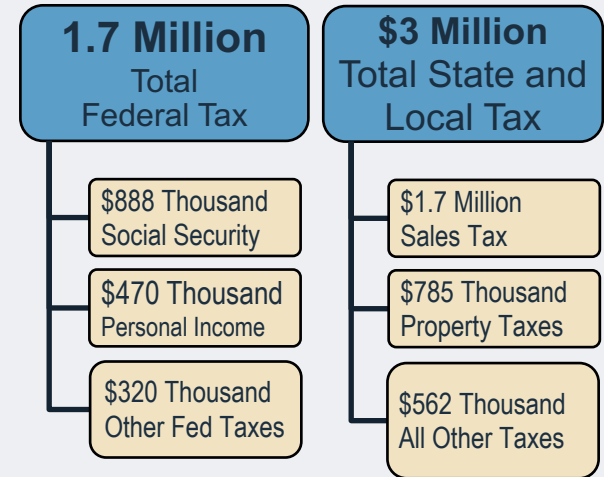 1.7 Million
Total
Federal Tax
$888 Thousand
Social Security
$470 Thousand
Personal Income
$320 Thousand
Other Fed Taxes
$3 Million
Total State and
Local Tax
$1.7 Million
Sales Tax
$785 Thousand
Property Taxes
$562 Thousand
All Other Taxes